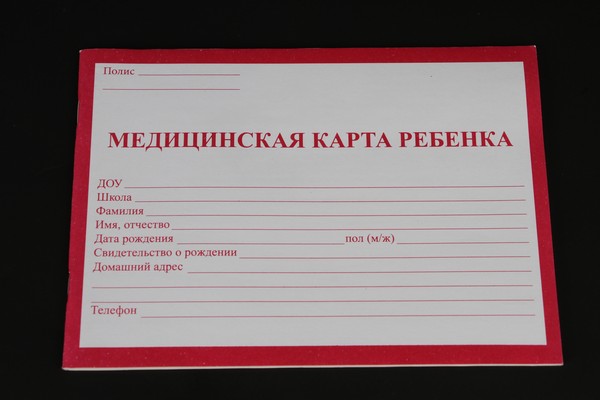 Полис
МЕДИЦИНСКАЯ КАРТА РЕБЕНКА
ДОУ
Школа
Фамилия
Имя, отчество
Дата рождения пол (м/ж)
Свидетельство о рождении
Домашний адрес
Телефон